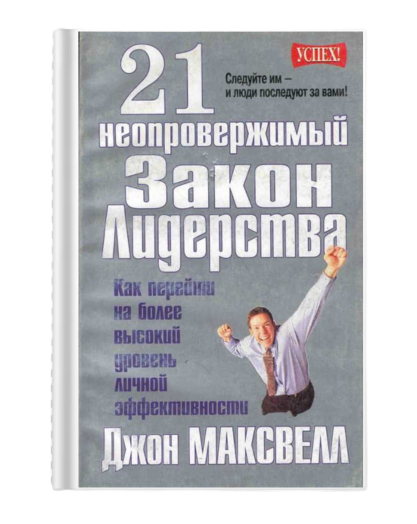 УСПЕХ!
Следуйте им –
и люди последуют за вами!
21
неопровержимый
Закон
Лидерства
Как перейти
на более
высокий
уровень
личной
эффективности
Джон МАКСВЕЛЛ